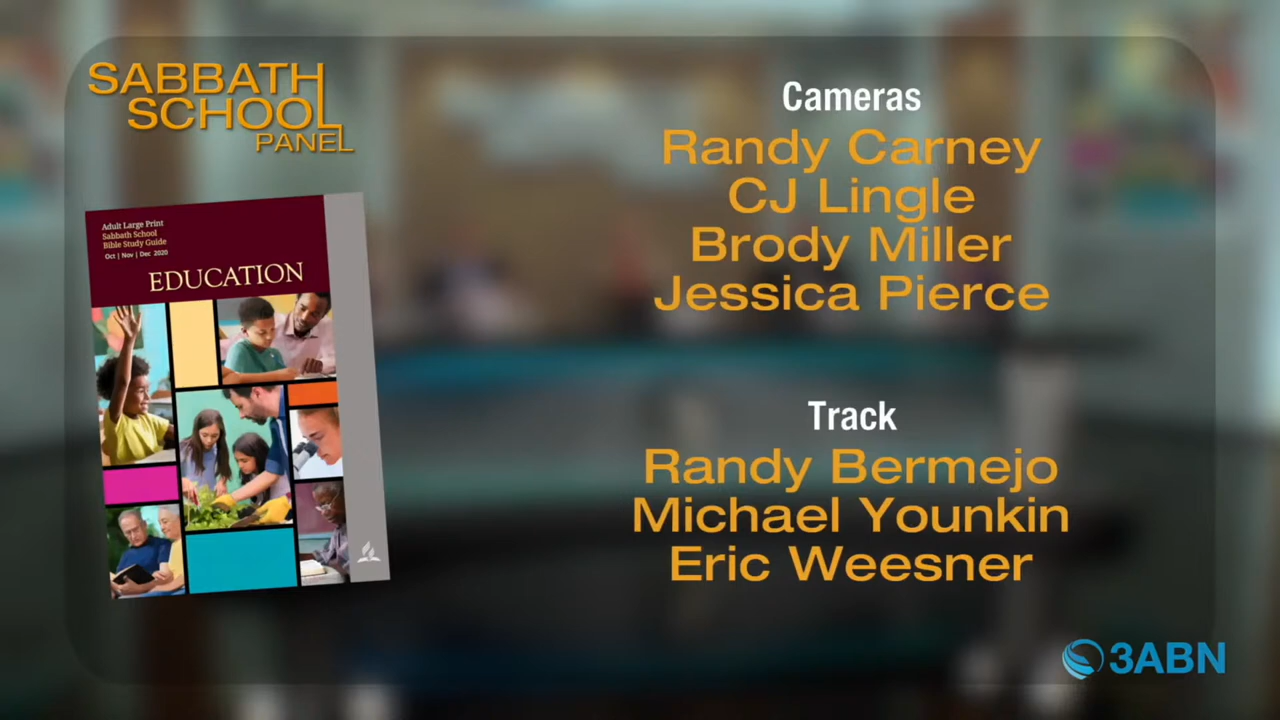 SABBATH
SCHOOL
PANEL
Adult Large Print
Sabbath School
Bible Study Guide
Oct | Nov | Dec 2020
EDUCATION
Cameras
Randy Carney
CJ Lingle
Brody Miller
Jessica Pierce
Track
Randy Bermejo
Michael Younkin
Eric Weesner
3ABN